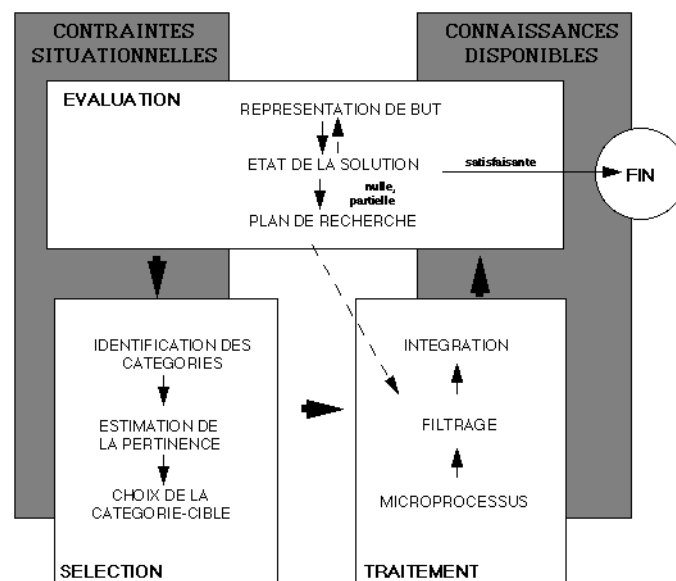 CONTRAINTES
SITUATIONNELLES
CONNAISSANCES
DISPONIBLES
EVALUATION
REPRESENTATION DE BUT
ETAT DE LA SOLUTION
satisfaisante
FIN
nulle,
partielle
PLAN DE RECHERCHE
IDENTIFICATION DES
CATEGORIES
ESTIMATION DE
LA PERTINENCE
CHOIX DE LA
CATEGORIE-CIBLE
SELECTION
INTEGRATION
FILTRAGE
MICROPROCESSUS
TRAITEMENT